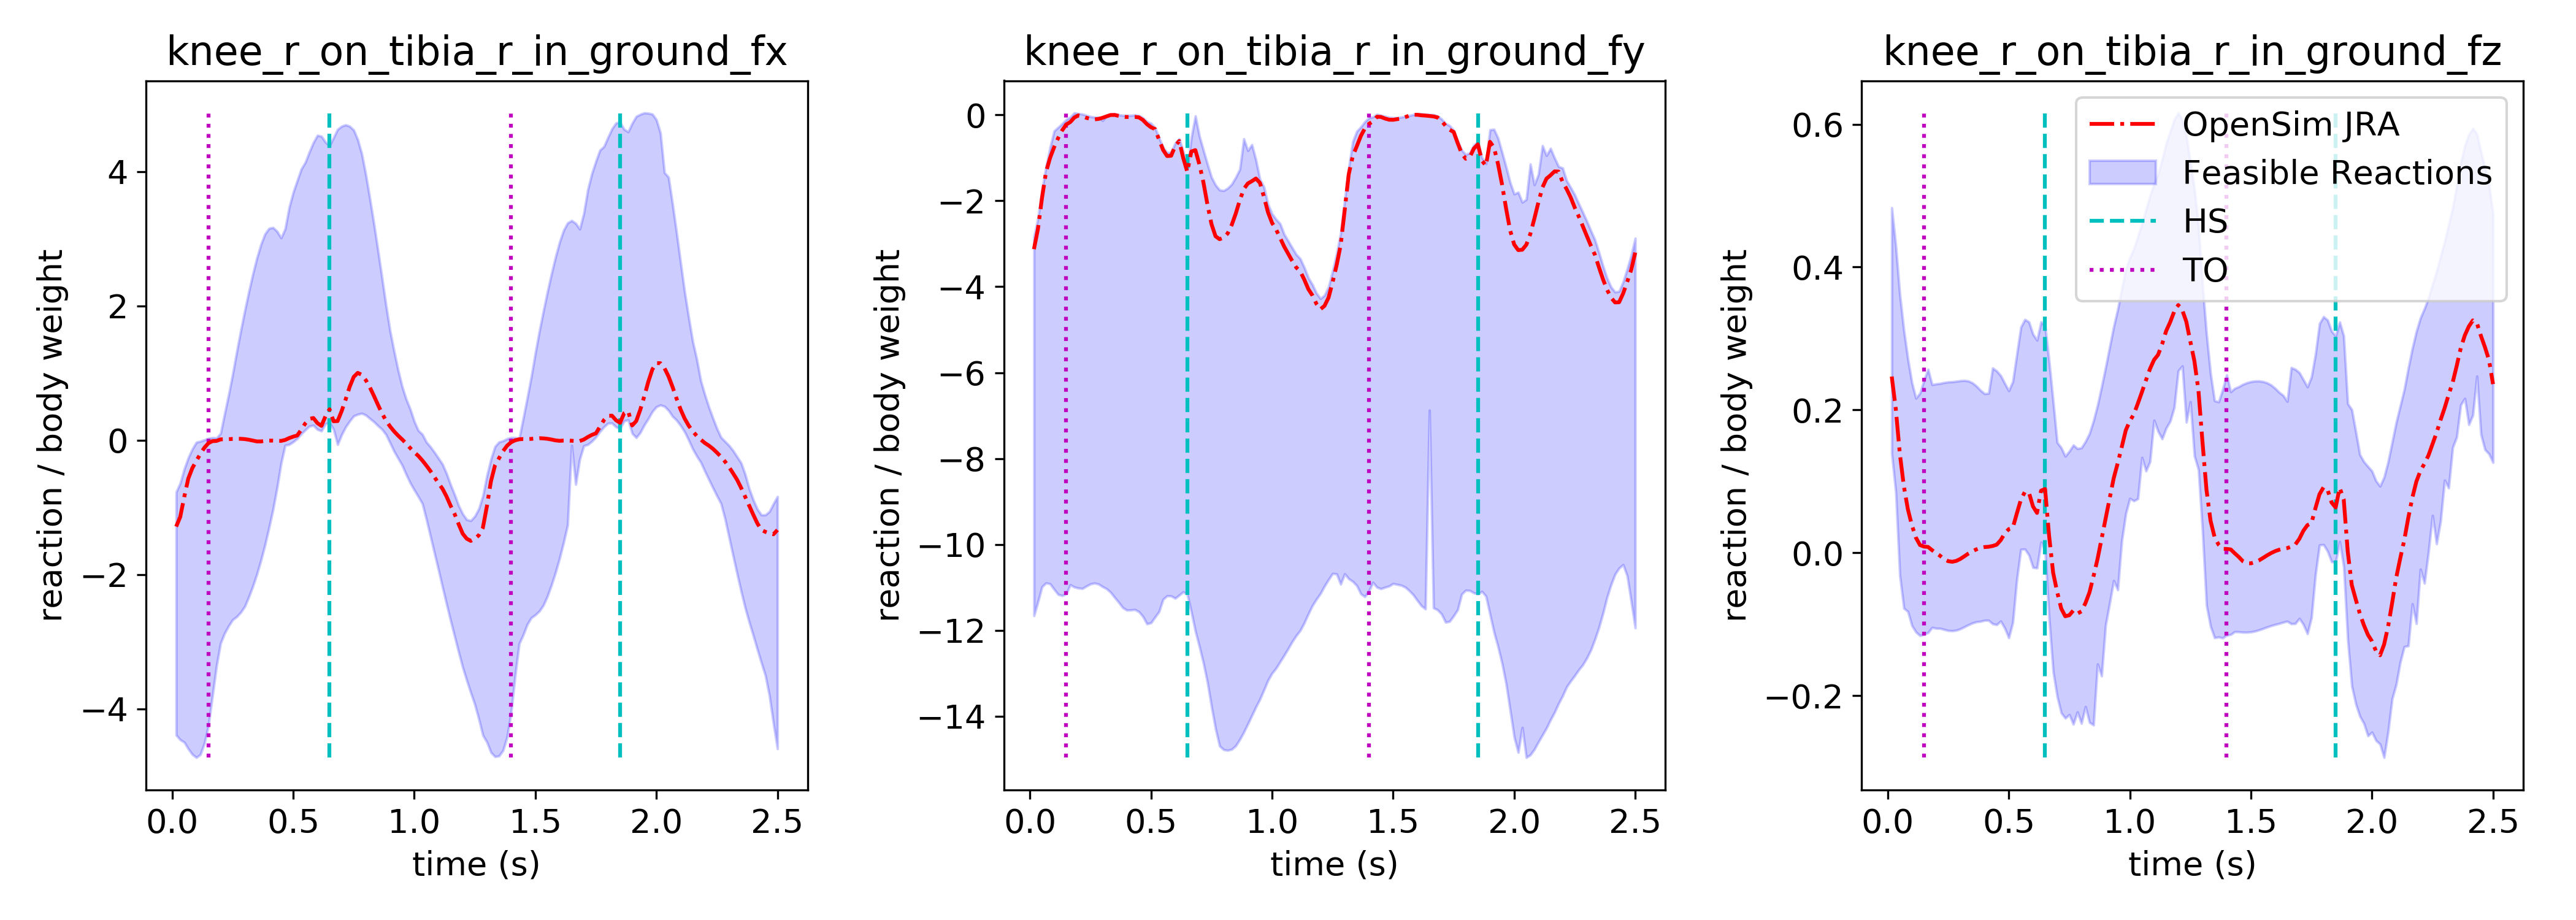 knee_r_on_tibia_r_in_ground_fx
reaction / body weight
4
2
0
−2
−4
0.0 0.5 1.0 1.5 2.0 2.5
time (s)
knee_r_on_tibia_r_in_ground_fy
reaction / body weight
0
−2
−4
−6
−8
−10
−12
−14
0.0 0.5 1.0 1.5 2.0 2.5
time (s)
knee_r_on_tibia_r_in_ground_fz
reaction / body weight
0.6
0.4
0.2
0.0
−0.2
0.0 0.5 1.0 1.5 2.0 2.5
time (s)
OpenSim JRA
Feasible Reactions
HS
TO